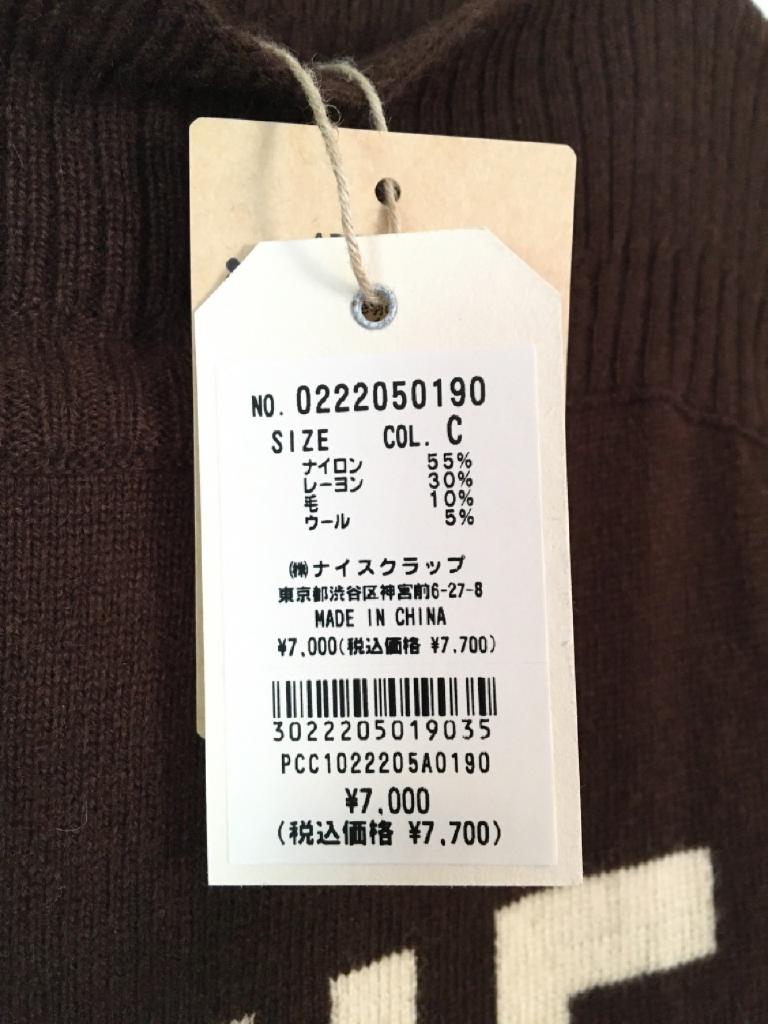 NO. 0222050190
SIZE COL. C
ナイロン 55%
レーヨン 30%
毛 10%
ウール 5%
㈱ナイスクラップ
東京都渋谷区神宮前6-27-8
MADE IN CHINA
¥7,000(税込価格 ¥7,700)
3022205019035
PCC1022205A0190
¥7,000
(税込価格 ¥7,700)